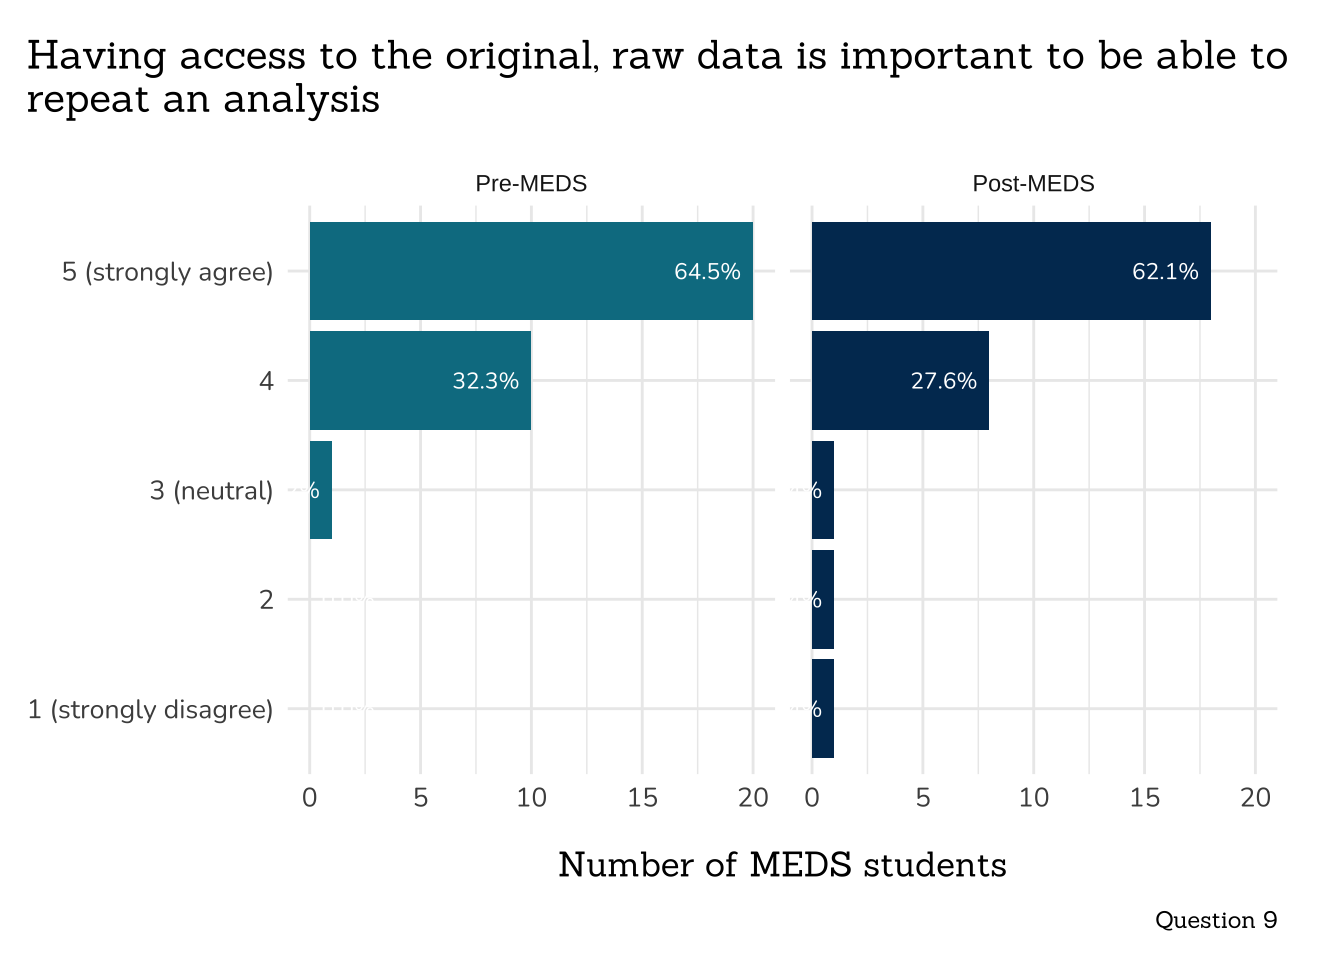 Having access to the original, raw data is important to be able to
repeat an analysis
Pre-MEDS
Post-MEDS
5 (strongly agree)
64.5%
62.1%
4
32.3%
27.6%
3 (neutral)
2
1 (strongly disagree)
0 5 10 15 20
0 5 10 15 20
Number of MEDS students
Question 9